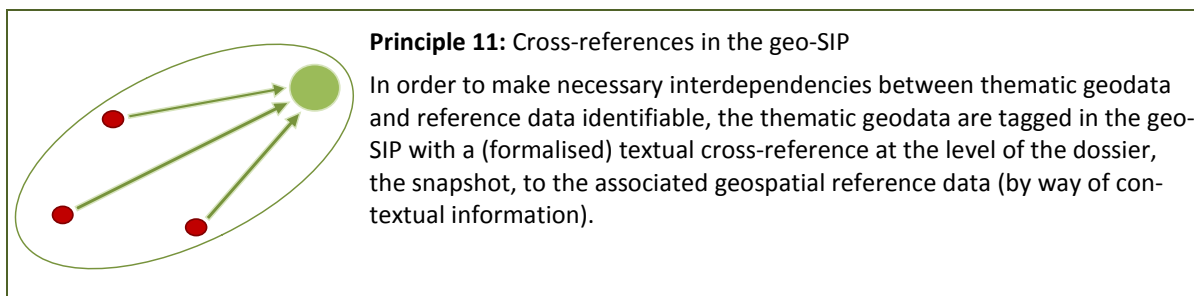 Principle 11: Cross-references in the geo-SIP
In order to make necessary interdependencies between thematic geodata
and reference data identifiable, the thematic geodata are tagged in the geo-
SIP with a (formalised) textual cross-reference at the level of the dossier,
the snapshot, to the associated geospatial reference data (by way of con-
textual information).